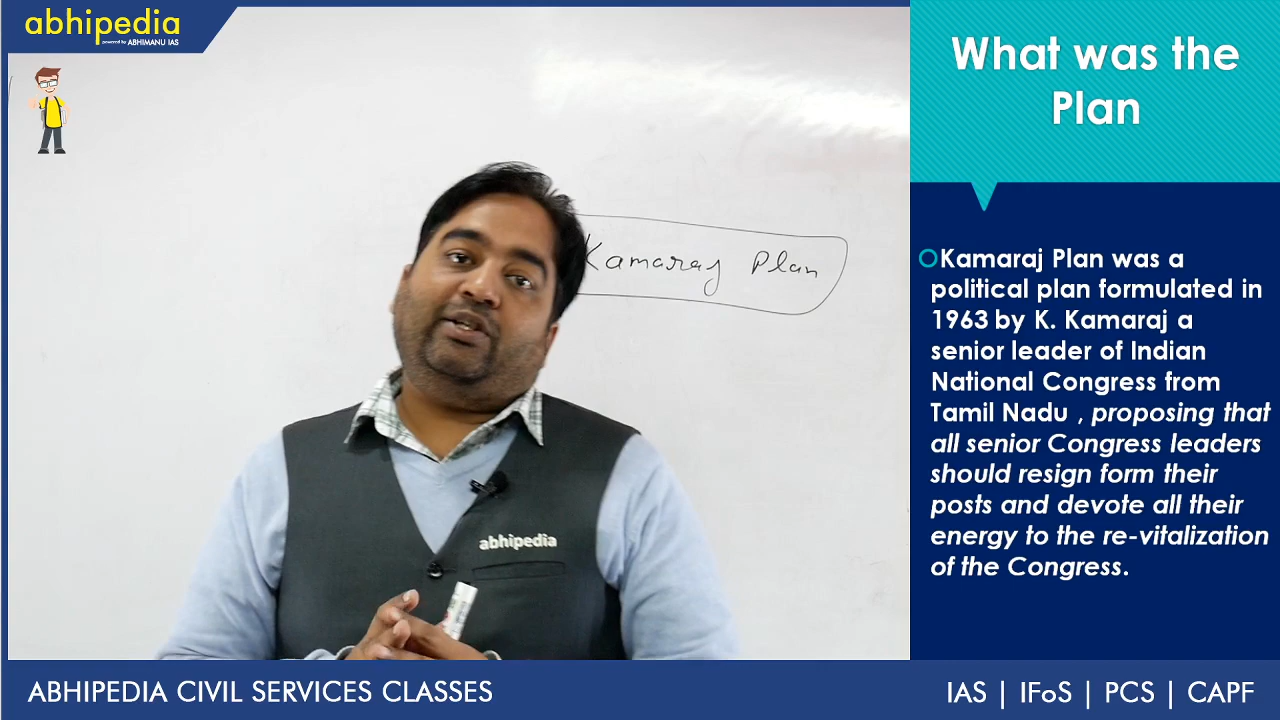 abhipedia
powered by ABHIMANU IAS
What was the
Plan
Kamaraj Plan
Kamaraj Plan was a
political plan formulated in
1963 by K. Kamaraj a
senior leader of Indian
National Congress from
Tamil Nadu , proposing that
all senior Congress leaders
should resign form their
posts and devote all their
energy to the re-vitalization
of the Congress.
abhipedia
ABHIPEDIA CIVIL SERVICES CLASSES
IAS | IFoS | PCS | CAPF